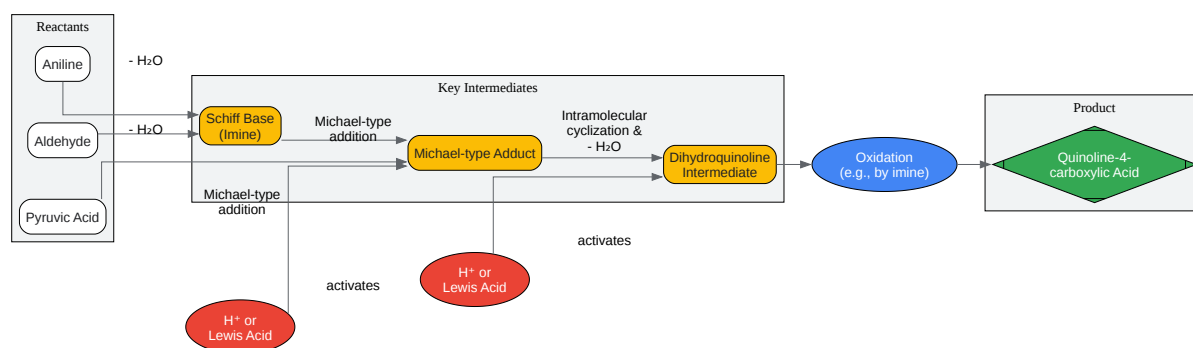 Reactants
Aniline
- H₂O
Key Intermediates
Product
Schiff Base
(Imine)
Michael-type
addition
Intramolecular
cyclization &
- H₂O
Aldehyde
- H₂O
Michael-type Adduct
Dihydroquinoline
Intermediate
Oxidation
(e.g., by imine)
Quinoline-4-
carboxylic Acid
Pyruvic Acid
Michael-type
addition
activates
H⁺ or
Lewis Acid
activates
H⁺ or
Lewis Acid